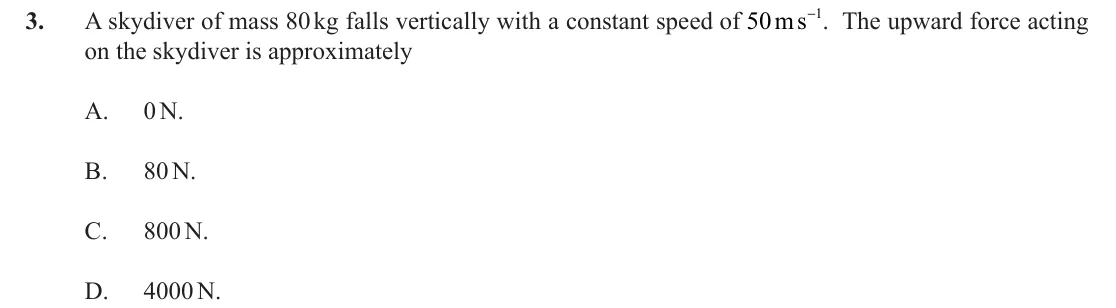 3. A skydiver of mass 80 kg falls vertically with a constant speed of 50 m s⁻¹. The upward force acting
on the skydiver is approximately
A. 0 N.
B. 80 N.
C. 800 N.
D. 4000 N.